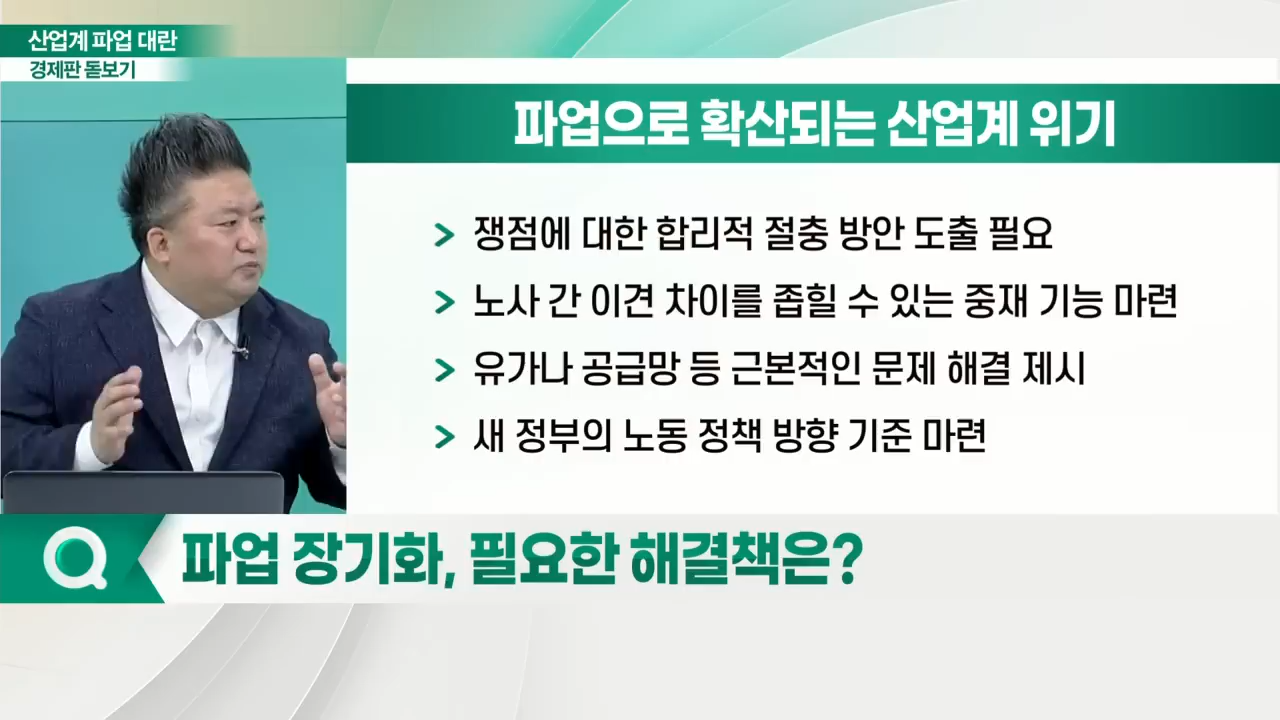 산업계 파업 대란
경제판 돋보기
파업으로 확산되는 산업계 위기
> 쟁점에 대한 합리적 절충 방안 도출 필요
> 노사 간 이견 차이를 좁힐 수 있는 중재 기능 마련
> 유가나 공급망 등 근본적인 문제 해결 제시
> 새 정부의 노동 정책 방향 기준 마련
Q 파업 장기화, 필요한 해결책은?